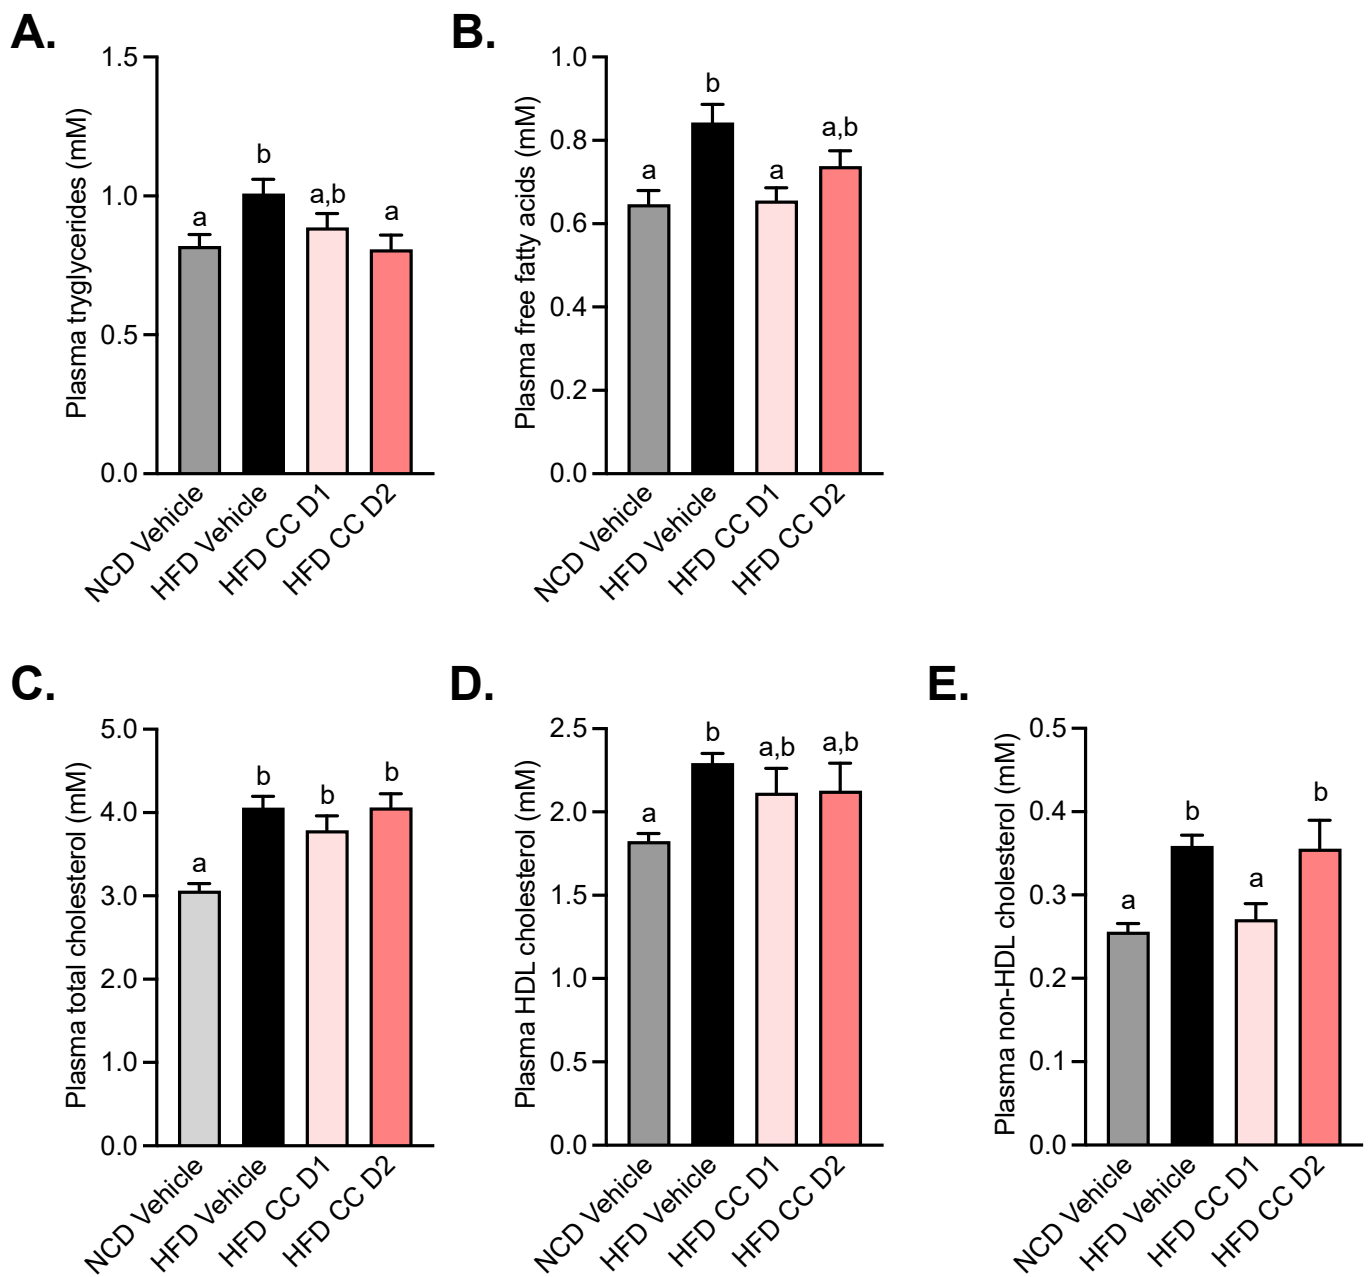 A.
Plasma tryglycerides (mM)
1.5
1.0
0.5
0.0
a
b
a,b
a
NCD Vehicle
HFD Vehicle
HFD CC D1
HFD CC D2
B.
Plasma free fatty acids (mM)
1.0
0.8
0.6
0.4
0.2
0.0
a
b
a
a,b
NCD Vehicle
HFD Vehicle
HFD CC D1
HFD CC D2
C.
Plasma total cholesterol (mM)
5.0
4.0
3.0
2.0
1.0
0.0
a
b
b
b
NCD Vehicle
HFD Vehicle
HFD CC D1
HFD CC D2
D.
Plasma HDL cholesterol (mM)
2.5
2.0
1.5
1.0
0.5
0.0
a
b
a,b
a,b
NCD Vehicle
HFD Vehicle
HFD CC D1
HFD CC D2
E.
Plasma non-HDL cholesterol (mM)
0.5
0.4
0.3
0.2
0.1
0.0
a
b
a
b
NCD Vehicle
HFD Vehicle
HFD CC D1
HFD CC D2